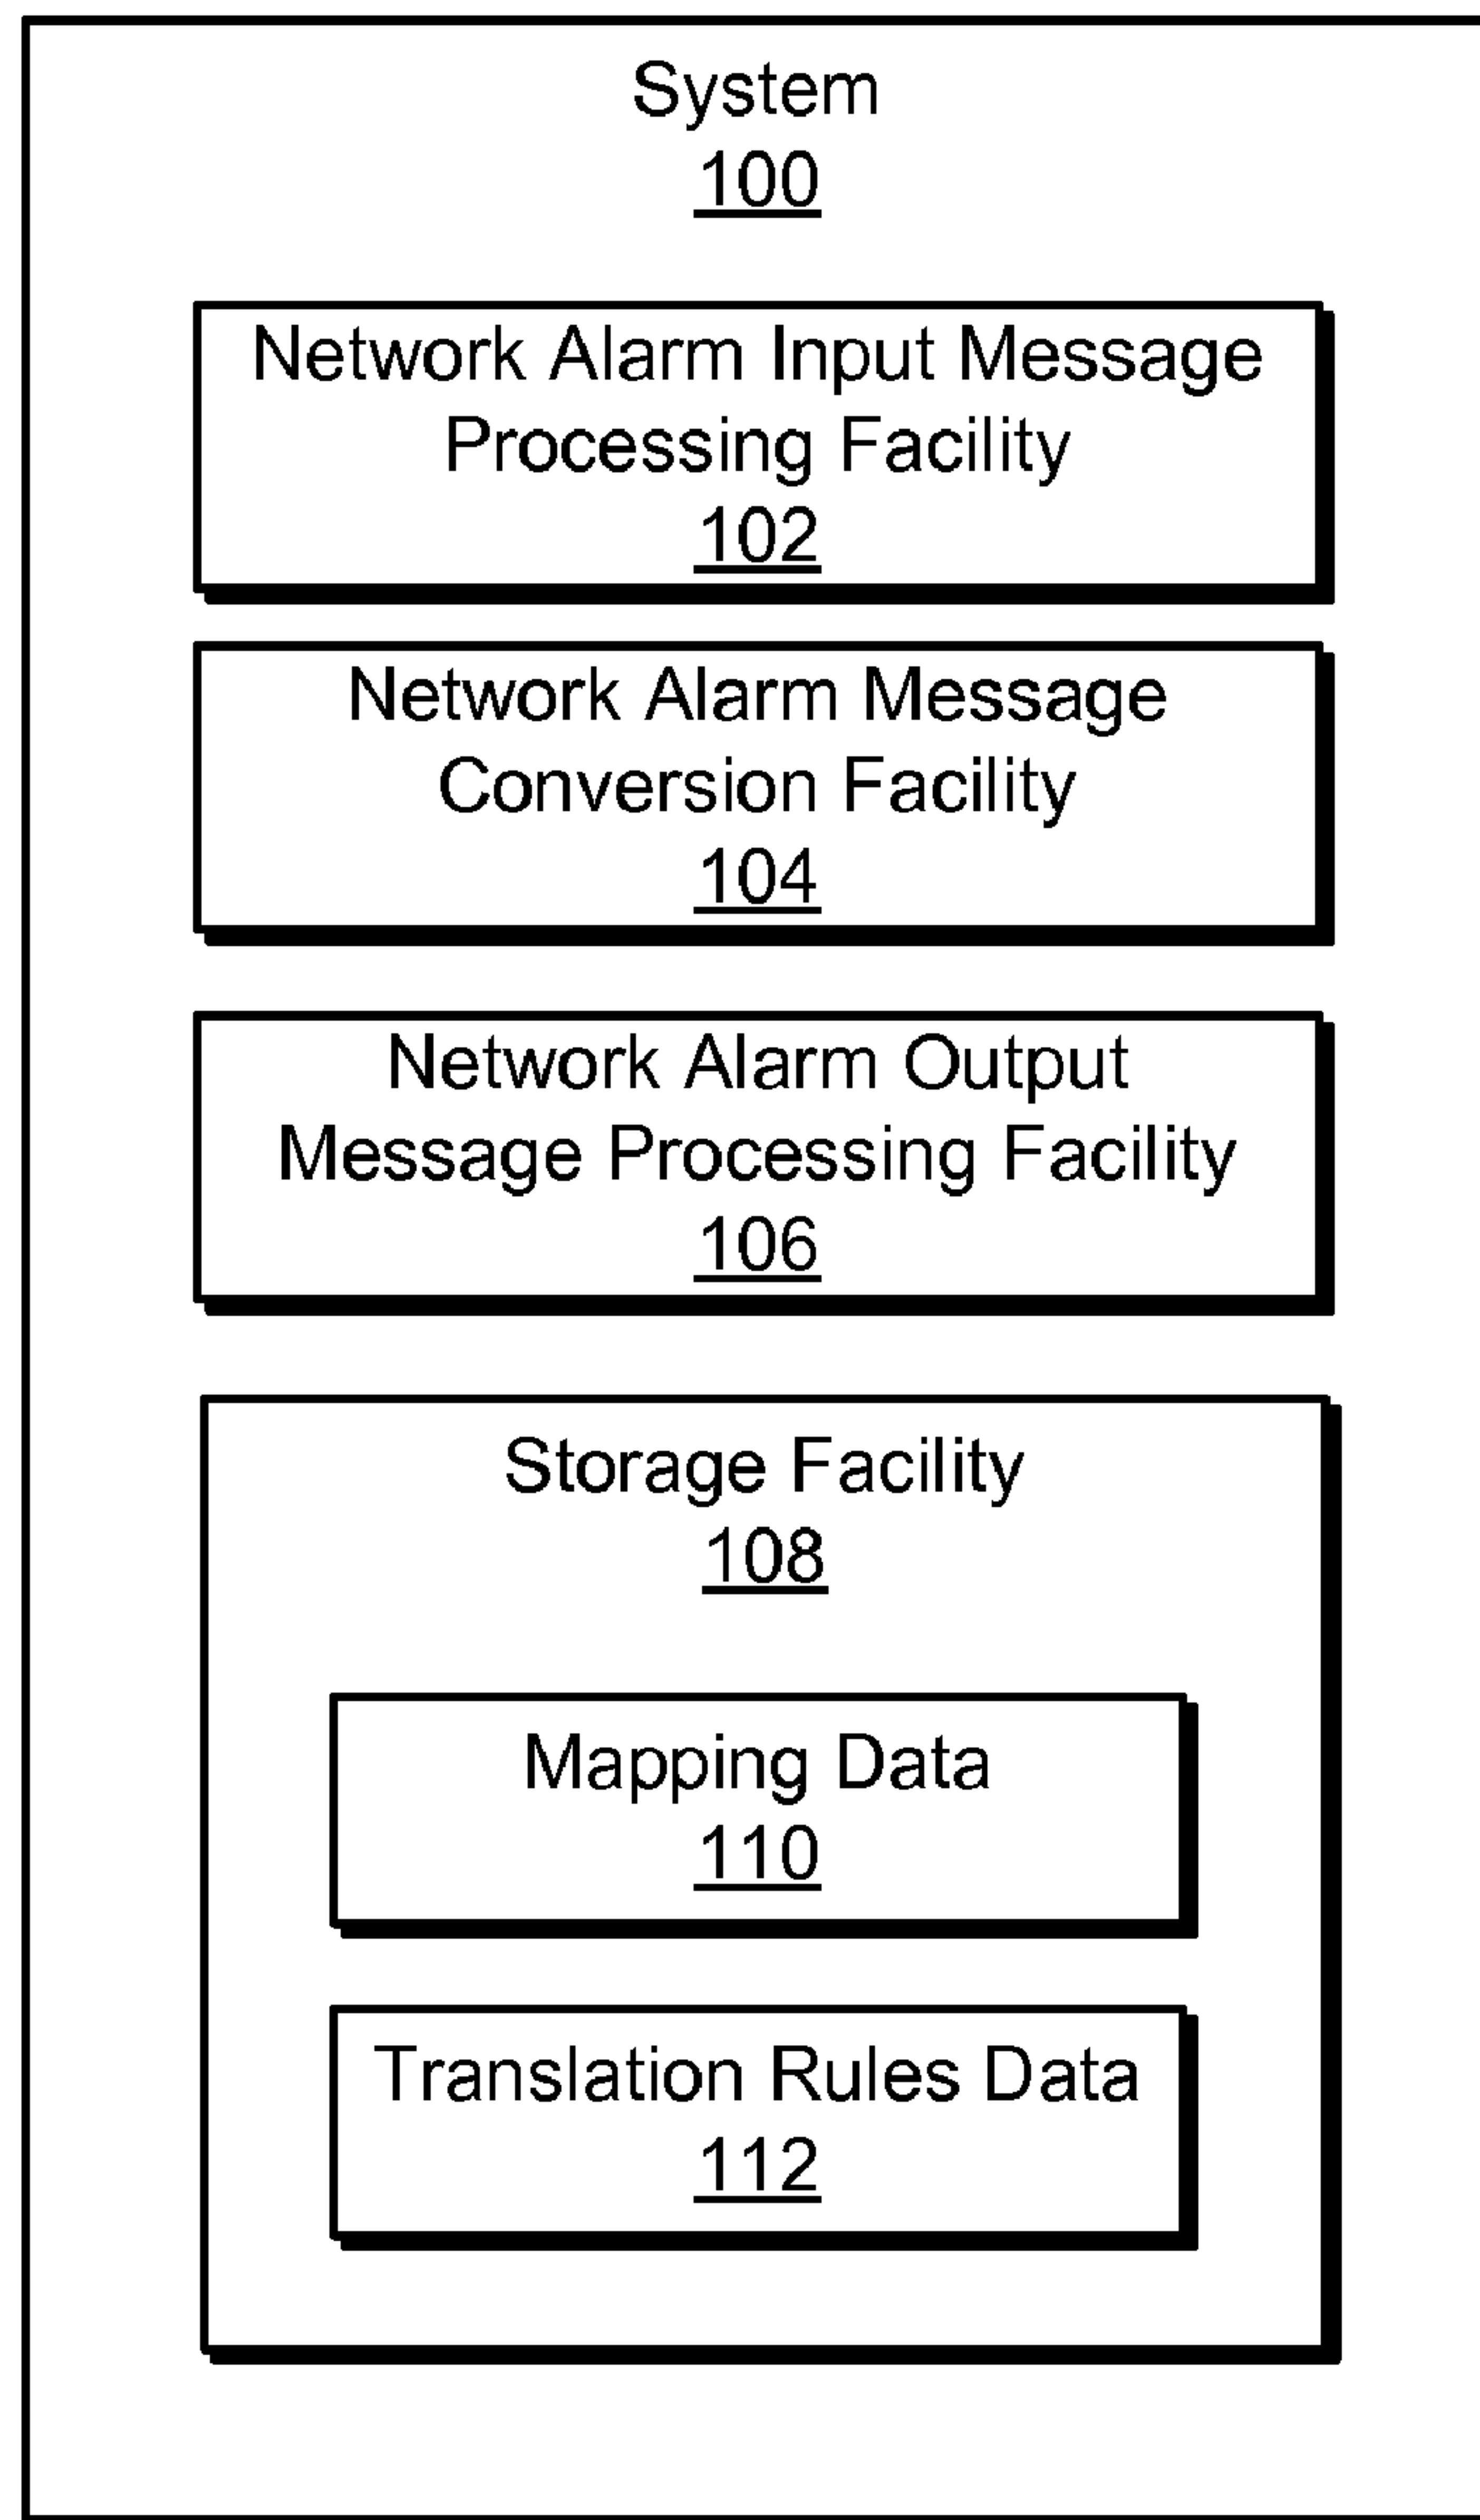 System
100
Network Alarm Input Message
Processing Facility
102
Network Alarm Message
Conversion Facility
104
Network Alarm Output
Message Processing Facility
106
Storage Facility
108
Mapping Data
110
Translation Rules Data
112